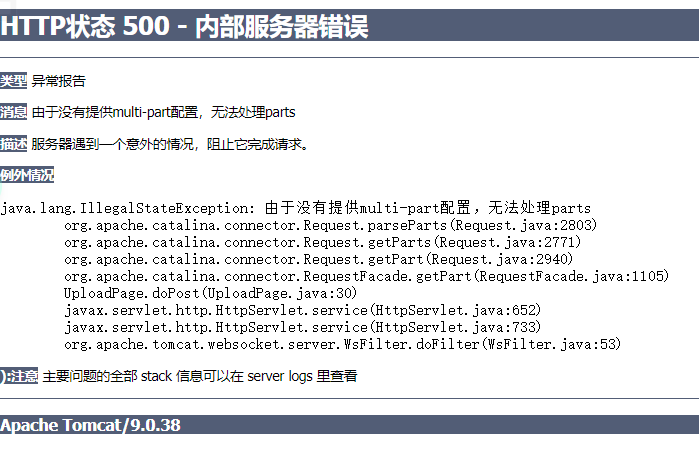 HTTP状态 500 - 内部服务器错误
类型 异常报告
消息 由于没有提供multi-part配置，无法处理parts
描述 服务器遇到一个意外的情况，阻止它完成请求。
例外情况
java.lang.IllegalStateException: 由于没有提供multi-part配置，无法处理parts
org.apache.catalina.connector.Request.parseParts(Request.java:2803)
org.apache.catalina.connector.Request.getParts(Request.java:2771)
org.apache.catalina.connector.Request.getPart(Request.java:2940)
org.apache.catalina.connector.RequestFacade.getPart(RequestFacade.java:1105)
UploadPage.doPost(UploadPage.java:30)
javax.servlet.http.HttpServlet.service(HttpServlet.java:652)
javax.servlet.http.HttpServlet.service(HttpServlet.java:733)
org.apache.tomcat.websocket.server.WsFilter.doFilter(WsFilter.java:53)
):注意 主要问题的全部 stack 信息可以在 server logs 里查看
Apache Tomcat/9.0.38